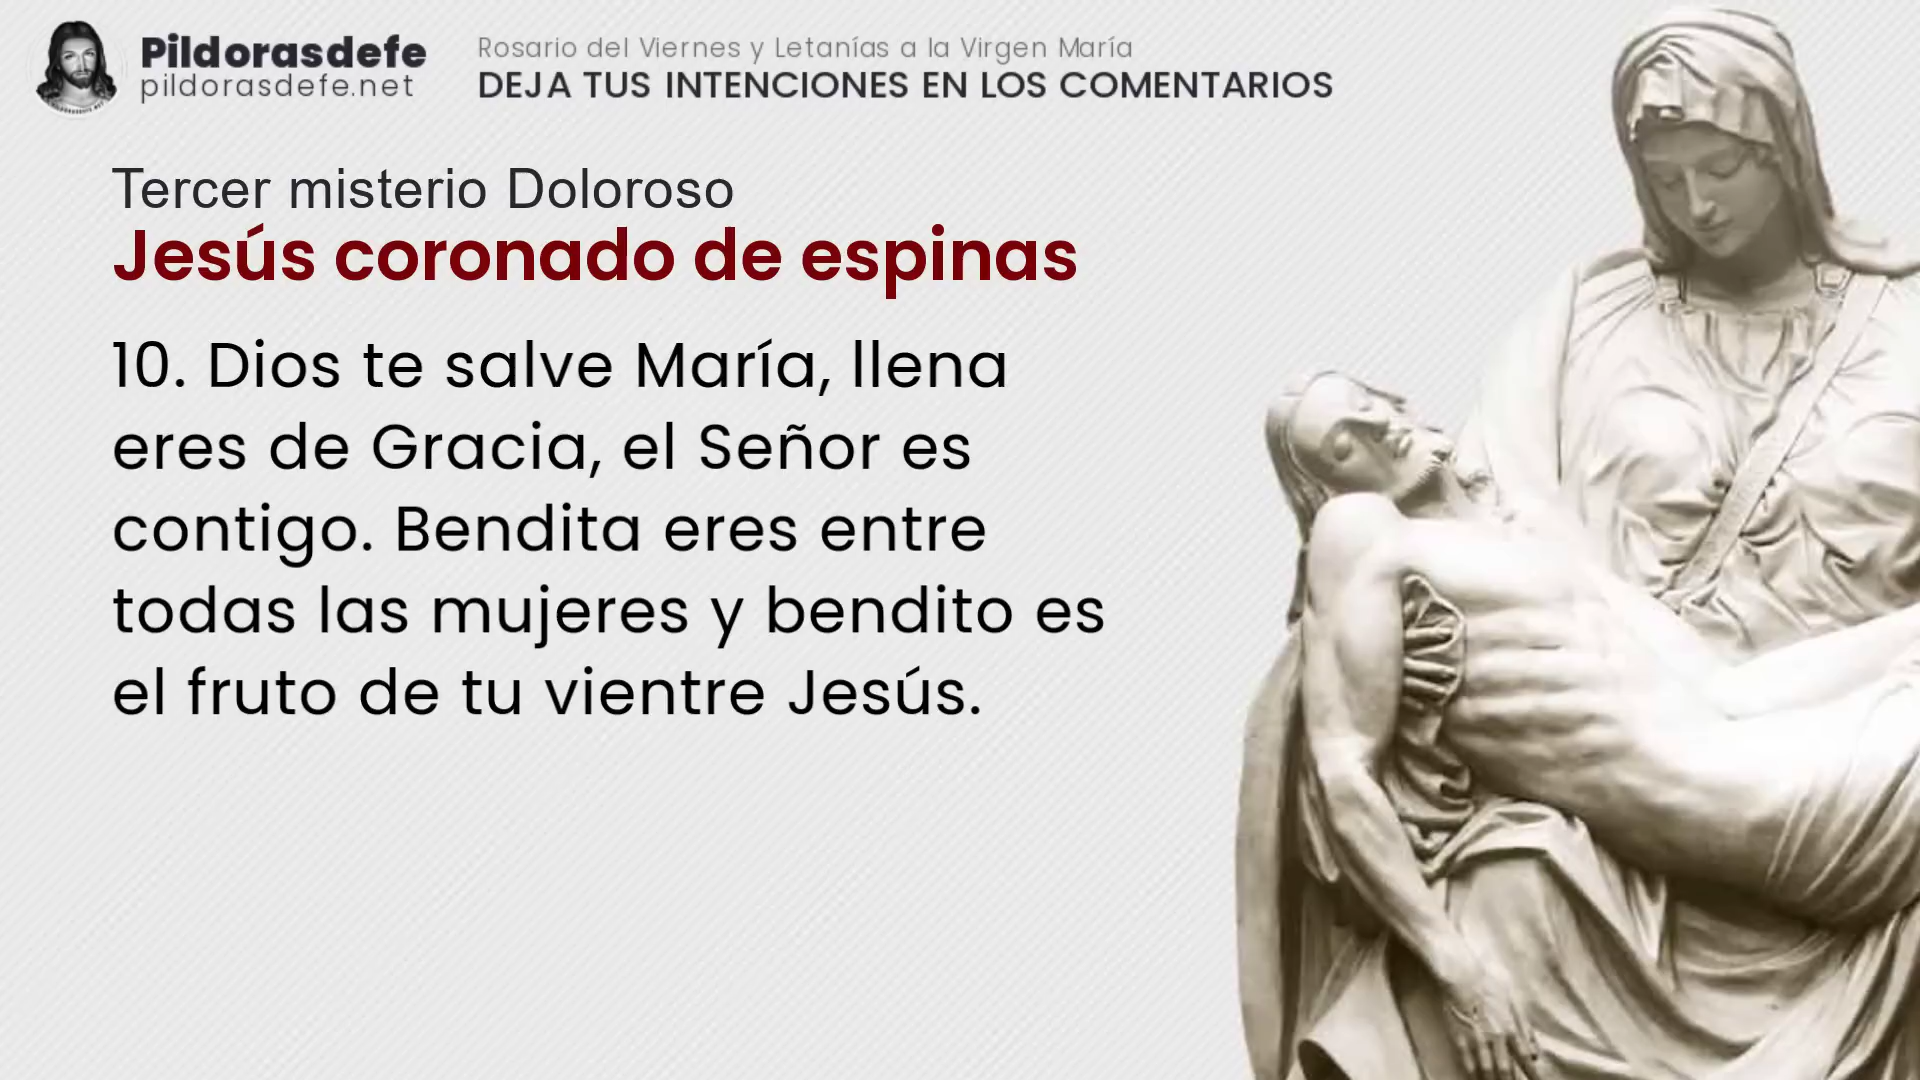 Pildorasdefe
pildorasdefe.net
Rosario del Viernes y Letanías a la Virgen María
DEJA TUS INTENCIONES EN LOS COMENTARIOS
Tercer misterio Doloroso
Jesús coronado de espinas
10. Dios te salve María, llena
eres de Gracia, el Señor es
contigo. Bendita eres entre
todas las mujeres y bendito es
el fruto de tu vientre Jesús.